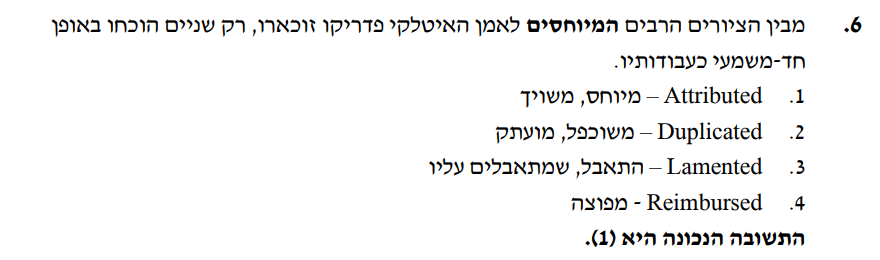 6. מבין הציורים הרבים המיוחסים לאמן האיטלקי פדריקו זוכארו, רק שניים הוכחו באופן
חד-משמעי כעבודותיו.
1. Attributed – מיוחס, משויך
2. Duplicated – משוכפל, מועתק
3. Lamented – התאבל, שמתאבלים עליו
4. Reimbursed - מפוצה
התשובה הנכונה היא (1).